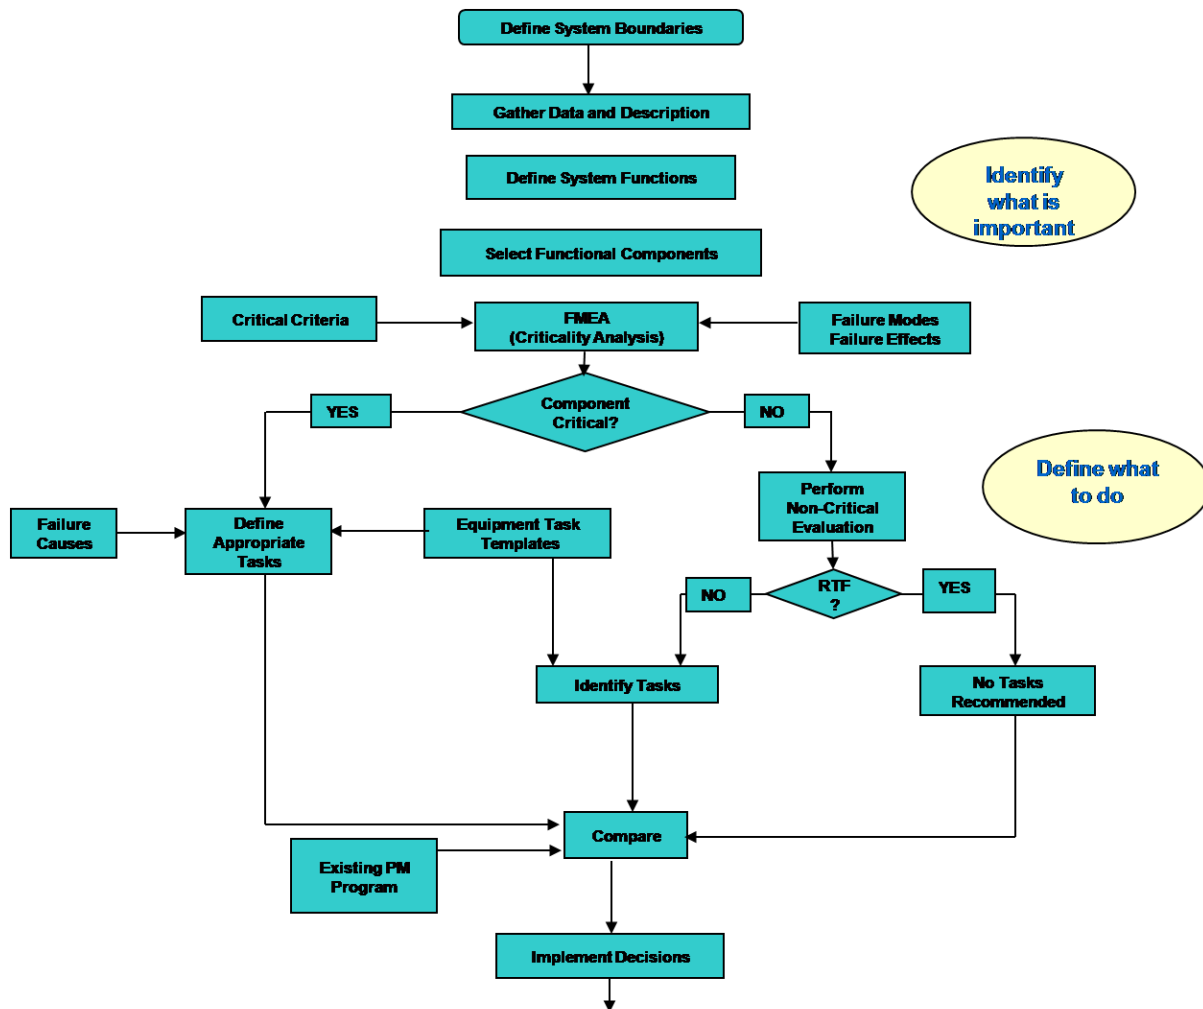 Define System Boundaries
Gather Data and Description
Define System Functions
Identify
what is
important
Select Functional Components
Critical Criteria
FMEA
(Criticality Analysis)
Failure Modes
Failure Effects
YES
Component
Critical?
NO
Define what
to do
Perform
Non-Critical
Evaluation
Failure
Causes
Define
Appropriate
Tasks
Equipment Task
Templates
NO
RTF
?
YES
Identify Tasks
No Tasks
Recommended
Compare
Existing PM
Program
Implement Decisions